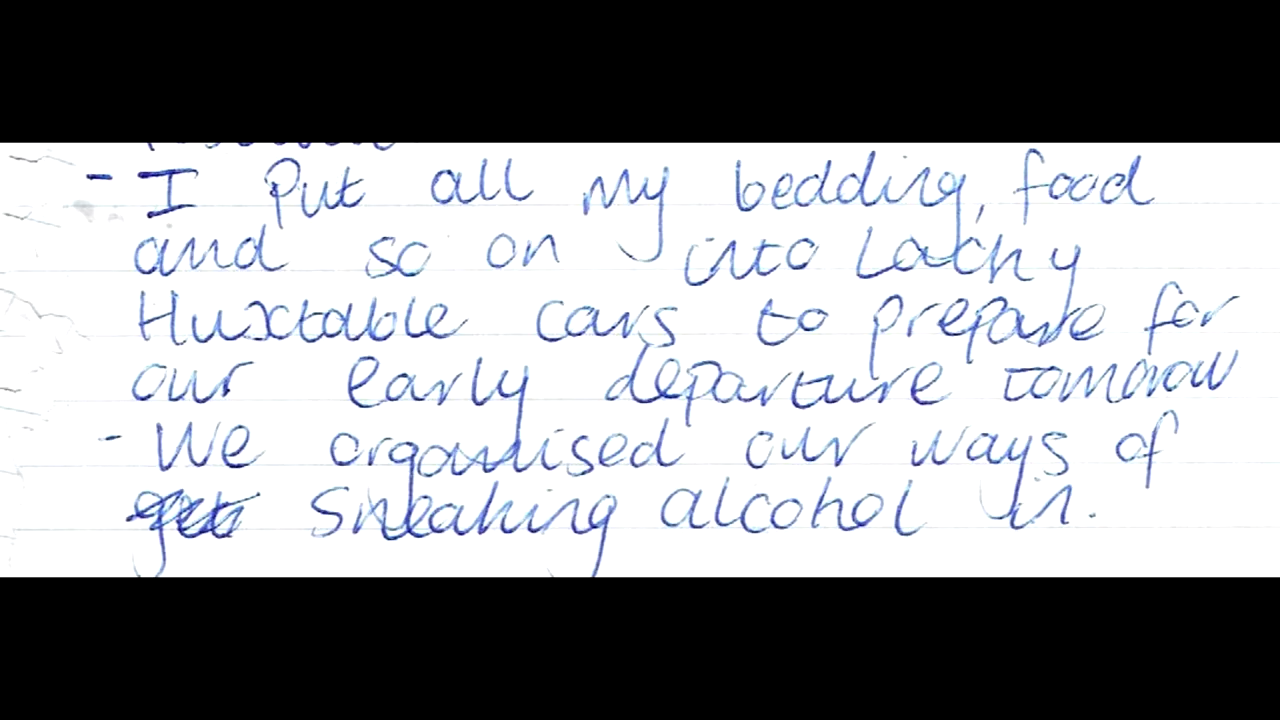 - I Put all my bedding, food
and so on into Lachy
Huxtable cars to prepare for
our early departure tomorrow
- We organised our ways of
Sneaking alcohol in.